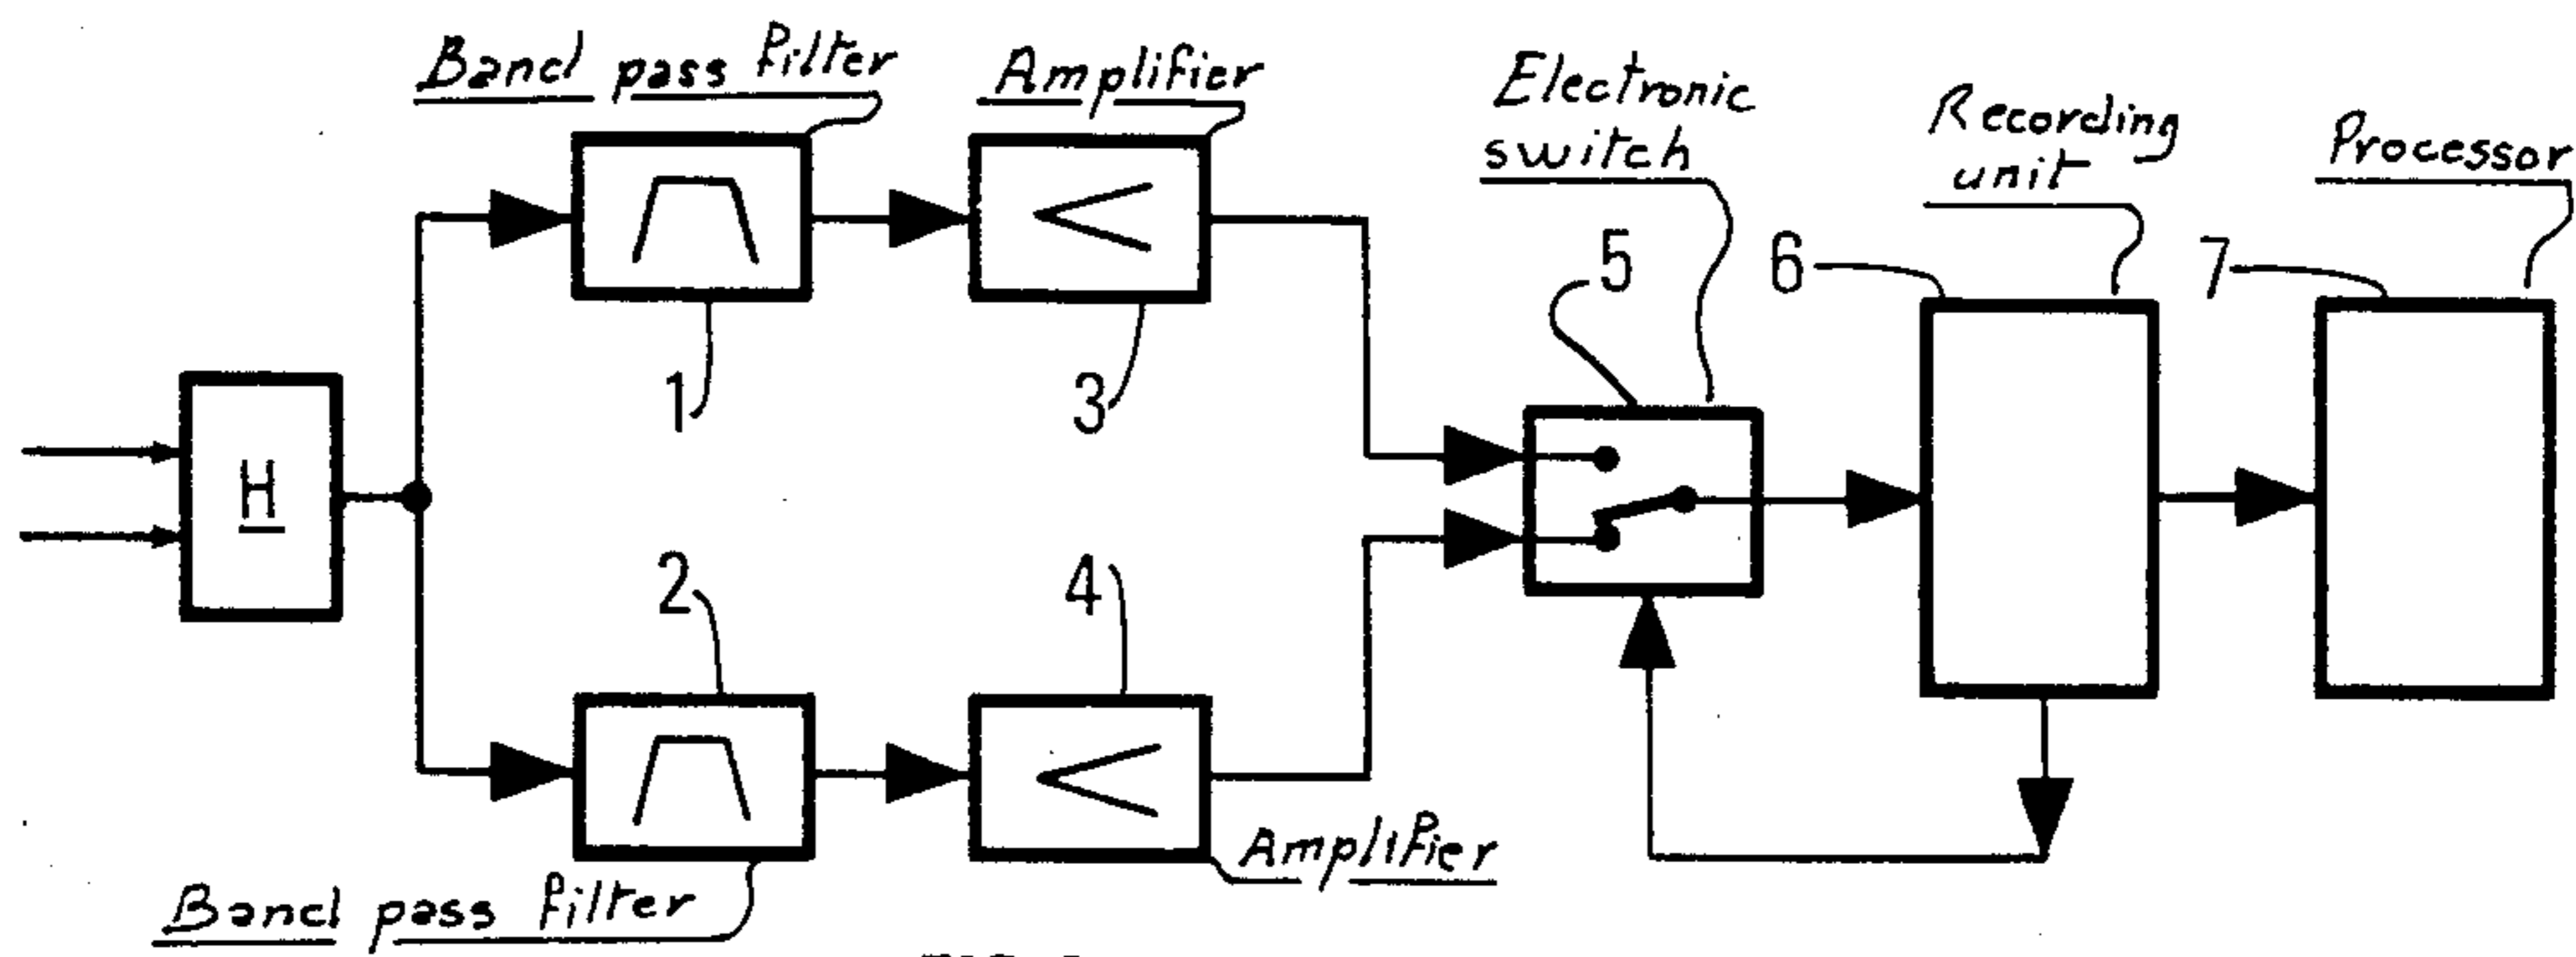 Band pass filter
Amplifier
Electronic
switch
Recording
unit
Processor
5
6
7
1
3
H
2
4
Amplifier
Band pass filter